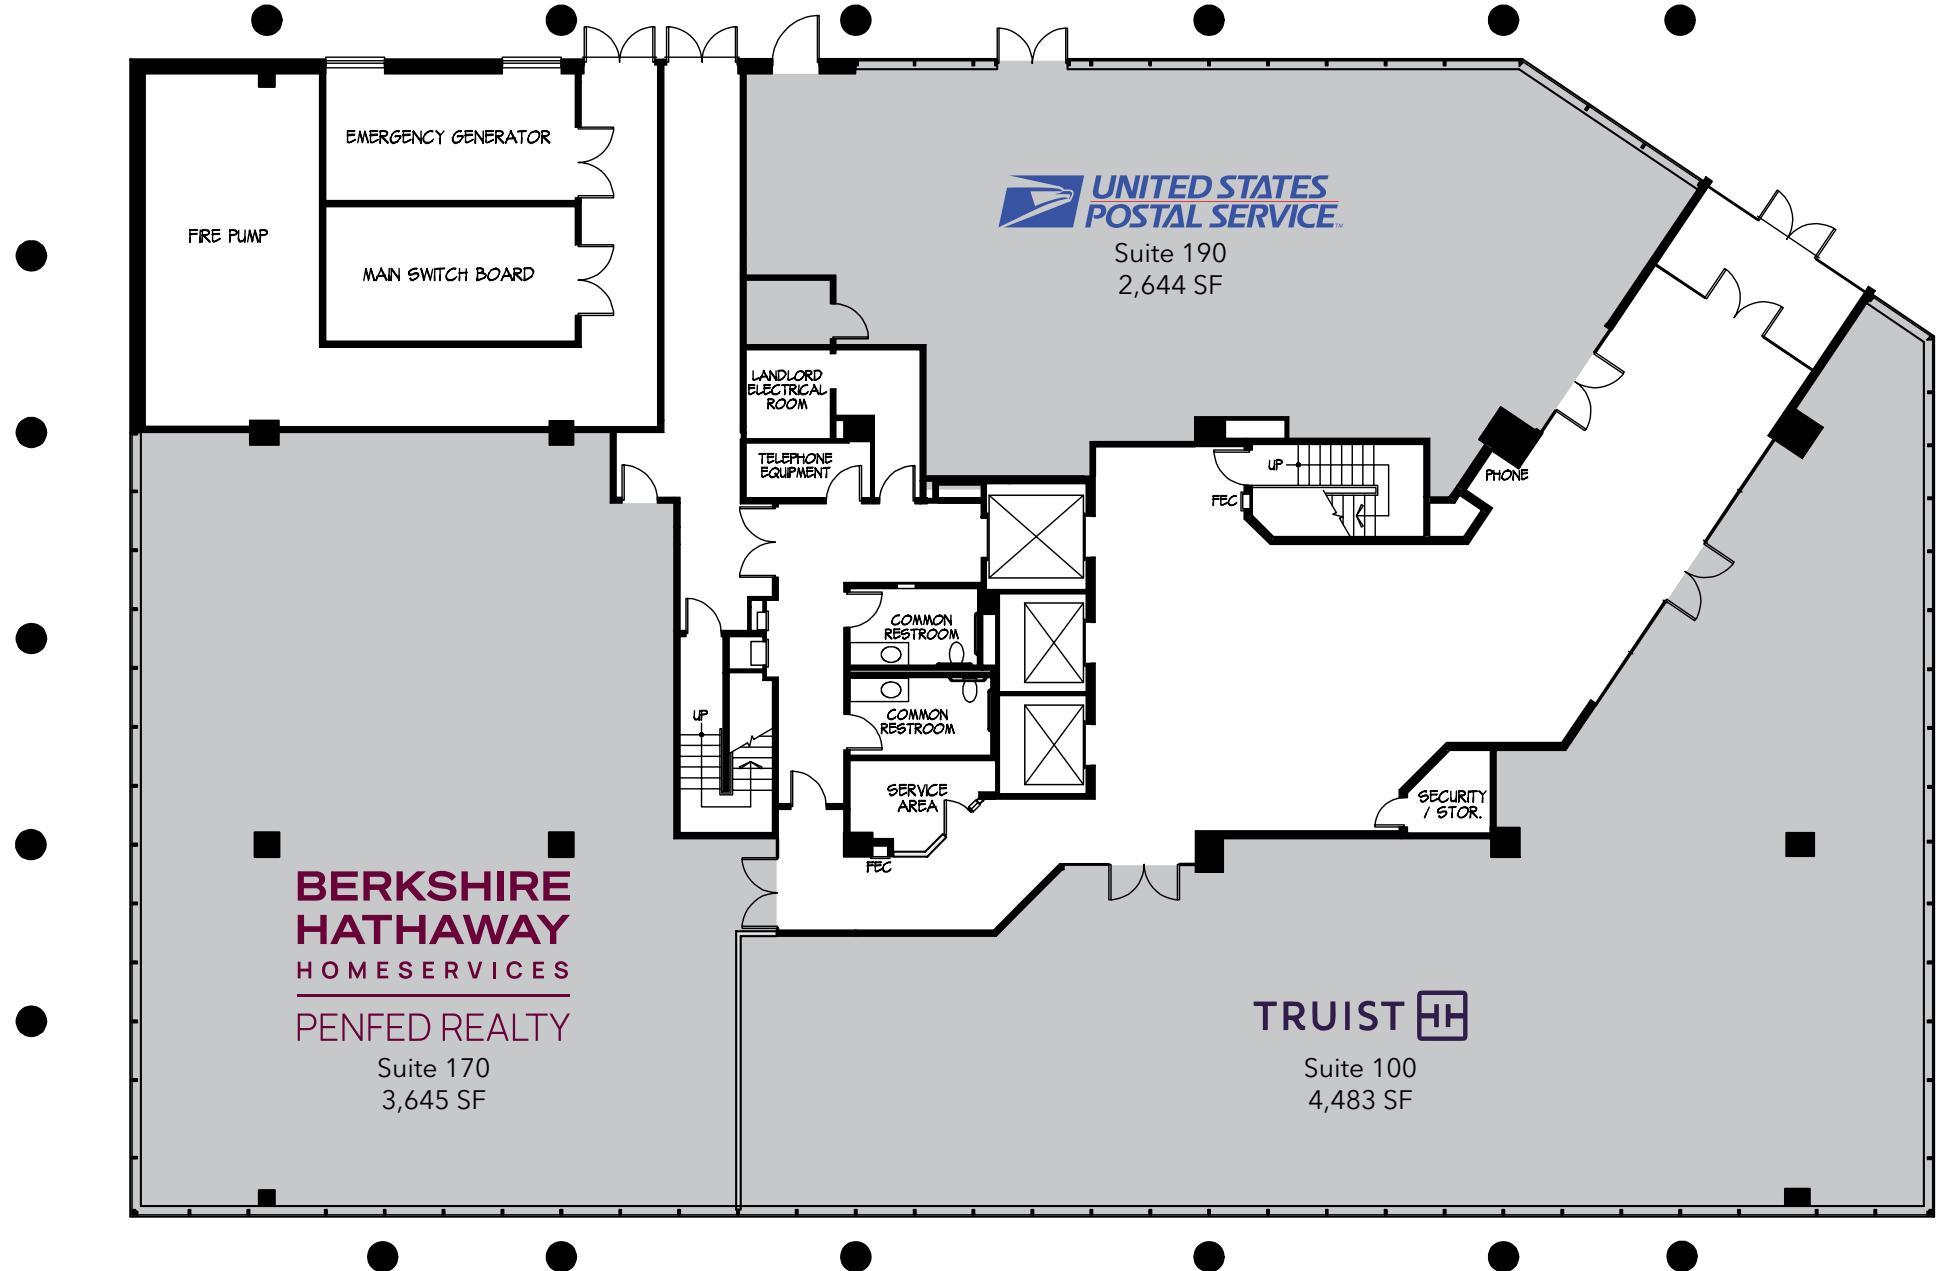 EMERGENCY GENERATOR
FIRE PUMP
MAIN SWITCH BOARD
UNITED STATES
POSTAL SERVICE™
Suite 190
2,644 SF
LANDLORD
ELECTRICAL
ROOM
TELEPHONE
EQUIPMENT
UP
FEC
PHONE
COMMON
RESTROOM
COMMON
RESTROOM
UP
SERVICE
AREA
FEC
SECURITY
/ STOR.
BERKSHIRE
HATHAWAY
HOMESERVICES
PENFED REALTY
Suite 170
3,645 SF
TRUIST
Suite 100
4,483 SF